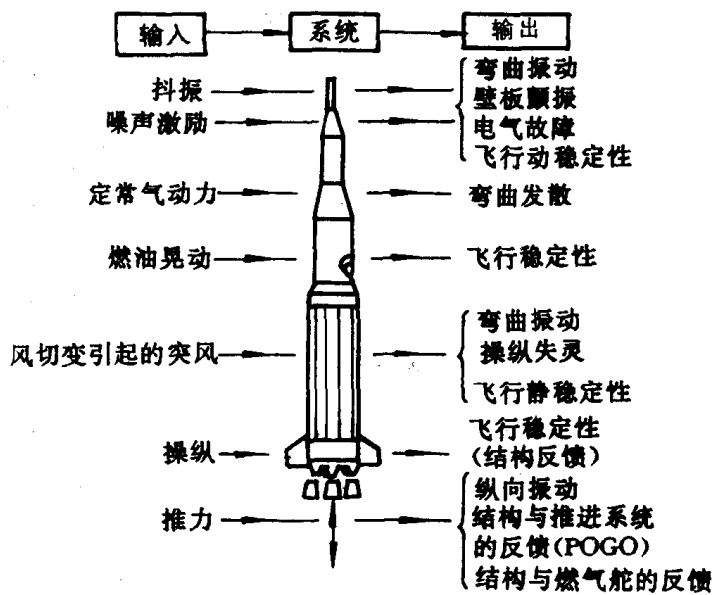 输入
系统
输出
抖振
噪声激励
弯曲振动
壁板颤振
电气故障
飞行动稳定性
定常气动力
弯曲发散
燃油晃动
飞行稳定性
风切变引起的突风
弯曲振动
操纵失灵
飞行静稳定性
操纵
飞行稳定性
(结构反馈)
推力
纵向振动
结构与推进系统
的反馈(POGO)
结构与燃气舵的反馈